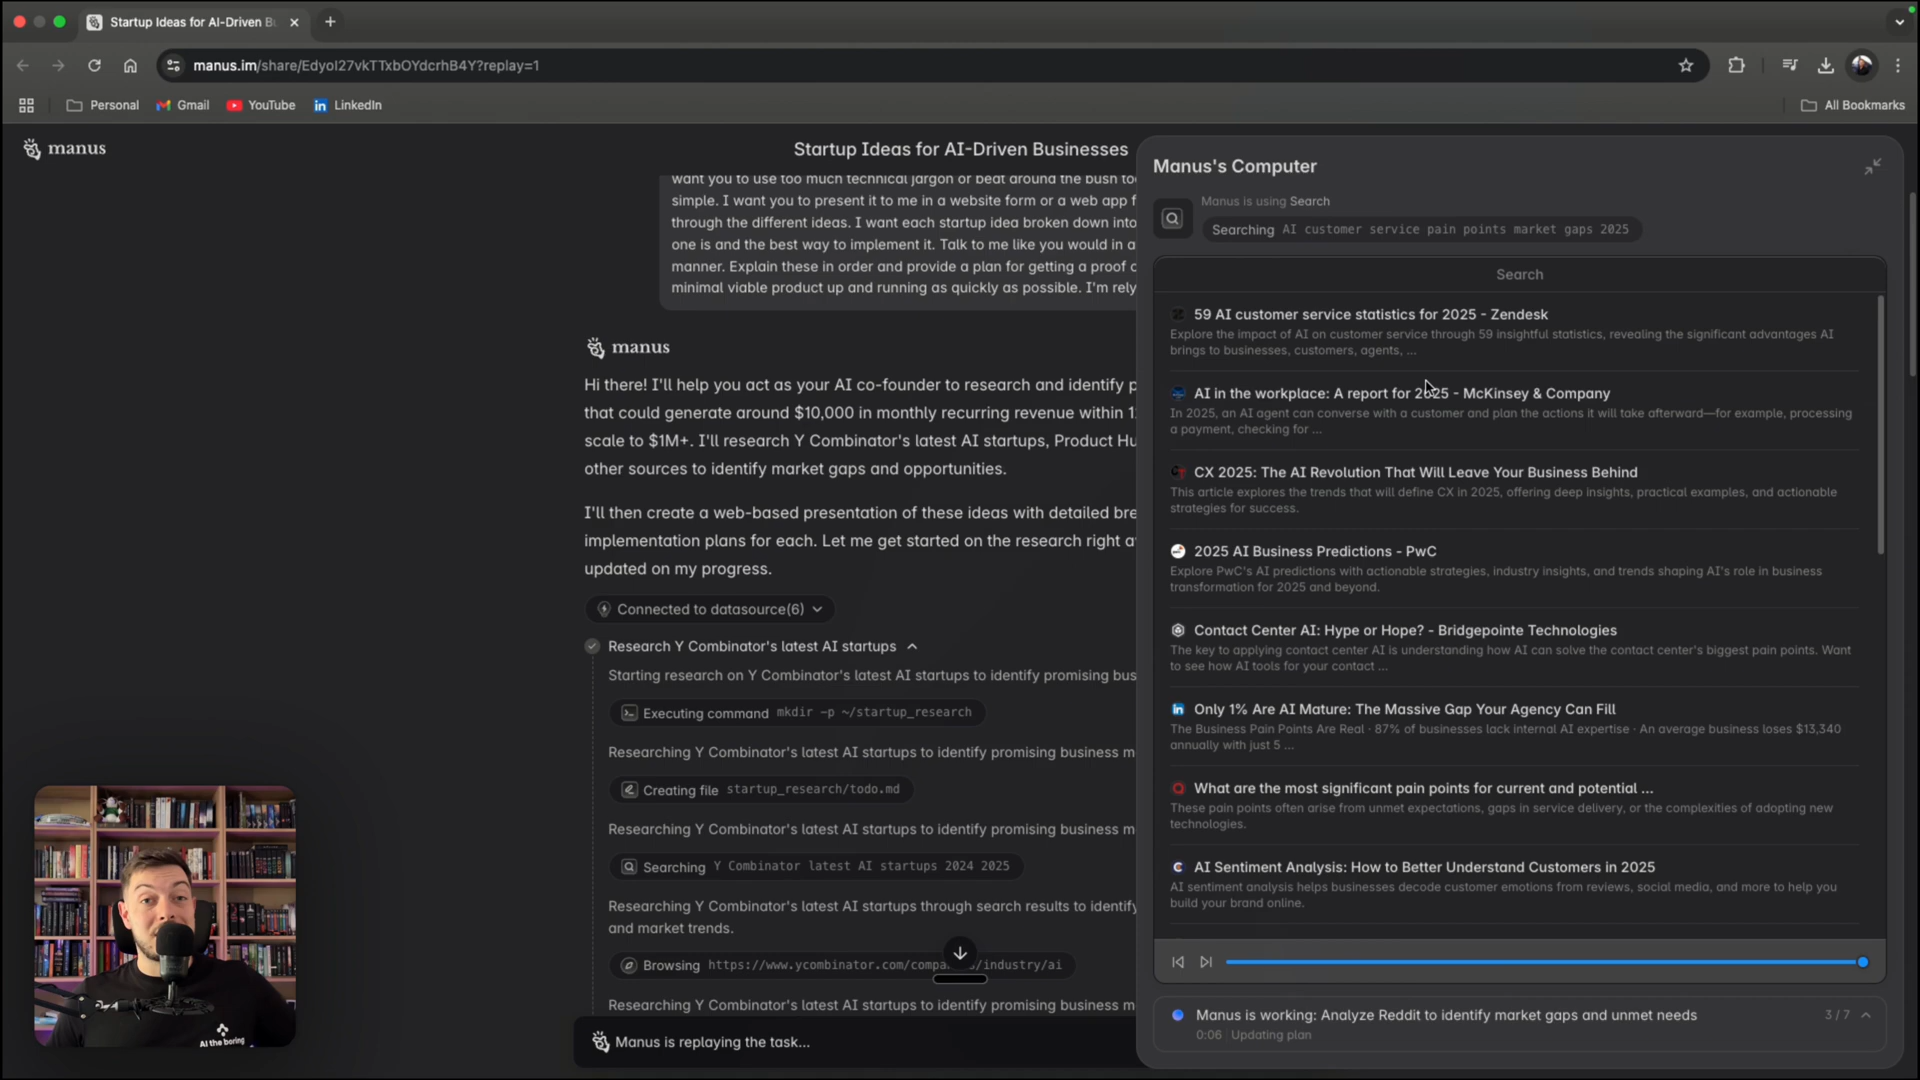 Startup Ideas for AI-Driven B
manus.im/share/EdyoI27vkTTxbOYdcrhB4Y?replay=1
Personal
Gmail
YouTube
LinkedIn
All Bookmarks
manus
Startup Ideas for AI-Driven Businesses
want you to use too much technical jargon or beat around the bush too
simple. I want you to present it to me in a website form or a web app f
through the different ideas. I want each startup idea broken down into
one is and the best way to implement it. Talk to me like you would in a
manner. Explain these in order and provide a plan for getting a proof o
minimal viable product up and running as quickly as possible. I'm rely
manus
Hi there! I'll help you act as your AI co-founder to research and identify p
that could generate around $10,000 in monthly recurring revenue within 12
scale to $1M+. I'll research Y Combinator's latest AI startups, Product Hu
other sources to identify market gaps and opportunities.
I'll then create a web-based presentation of these ideas with detailed bre
implementation plans for each. Let me get started on the research right a
updated on my progress.
Connected to datasource(6)
Research Y Combinator's latest AI startups
Starting research on Y Combinator's latest AI startups to identify promising bus
Executing command mkdir -p ~/startup_research
Researching Y Combinator's latest AI startups to identify promising business m
Creating file startup_research/todo.md
Researching Y Combinator's latest AI startups to identify promising business m
Searching Y Combinator latest AI startups 2024 2025
Researching Y Combinator's latest AI startups through search results to identify
and market trends.
Browsing https://www.ycombinator.com/compa /industry/ai
Researching Y Combinator's latest AI startups to identify promising business m
Manus is replaying the task...
Manus's Computer
Manus is using Search
Searching AI customer service pain points market gaps 2025
Search
59 AI customer service statistics for 2025 - Zendesk
Explore the impact of AI on customer service through 59 insightful statistics, revealing the significant advantages AI
brings to businesses, customers, agents, ...
AI in the workplace: A report for 2025 - McKinsey & Company
In 2025, an AI agent can converse with a customer and plan the actions it will take afterward—for example, processing
a payment, checking for ...
CX 2025: The AI Revolution That Will Leave Your Business Behind
This article explores the trends that will define CX in 2025, offering deep insights, practical examples, and actionable
strategies for success.
2025 AI Business Predictions - PwC
Explore PwC's AI predictions with actionable strategies, industry insights, and trends shaping AI's role in business
transformation for 2025 and beyond.
Contact Center AI: Hype or Hope? - Bridgepointe Technologies
The key to applying contact center AI is understanding how AI can solve the contact center's biggest pain points. Want
to see how AI tools for your contact ...
Only 1% Are AI Mature: The Massive Gap Your Agency Can Fill
The Business Pain Points Are Real · 87% of businesses lack internal AI expertise · An average business loses $13,340
annually with just 5 ...
What are the most significant pain points for current and potential ...
These pain points often arise from unmet expectations, gaps in service delivery, or the complexities of adopting new
technologies.
AI Sentiment Analysis: How to Better Understand Customers in 2025
AI sentiment analysis helps businesses decode customer emotions from reviews, social media, and more to help you
build your brand online.
Manus is working: Analyze Reddit to identify market gaps and unmet needs
3 / 7
0:06 Updating plan
AI the boring